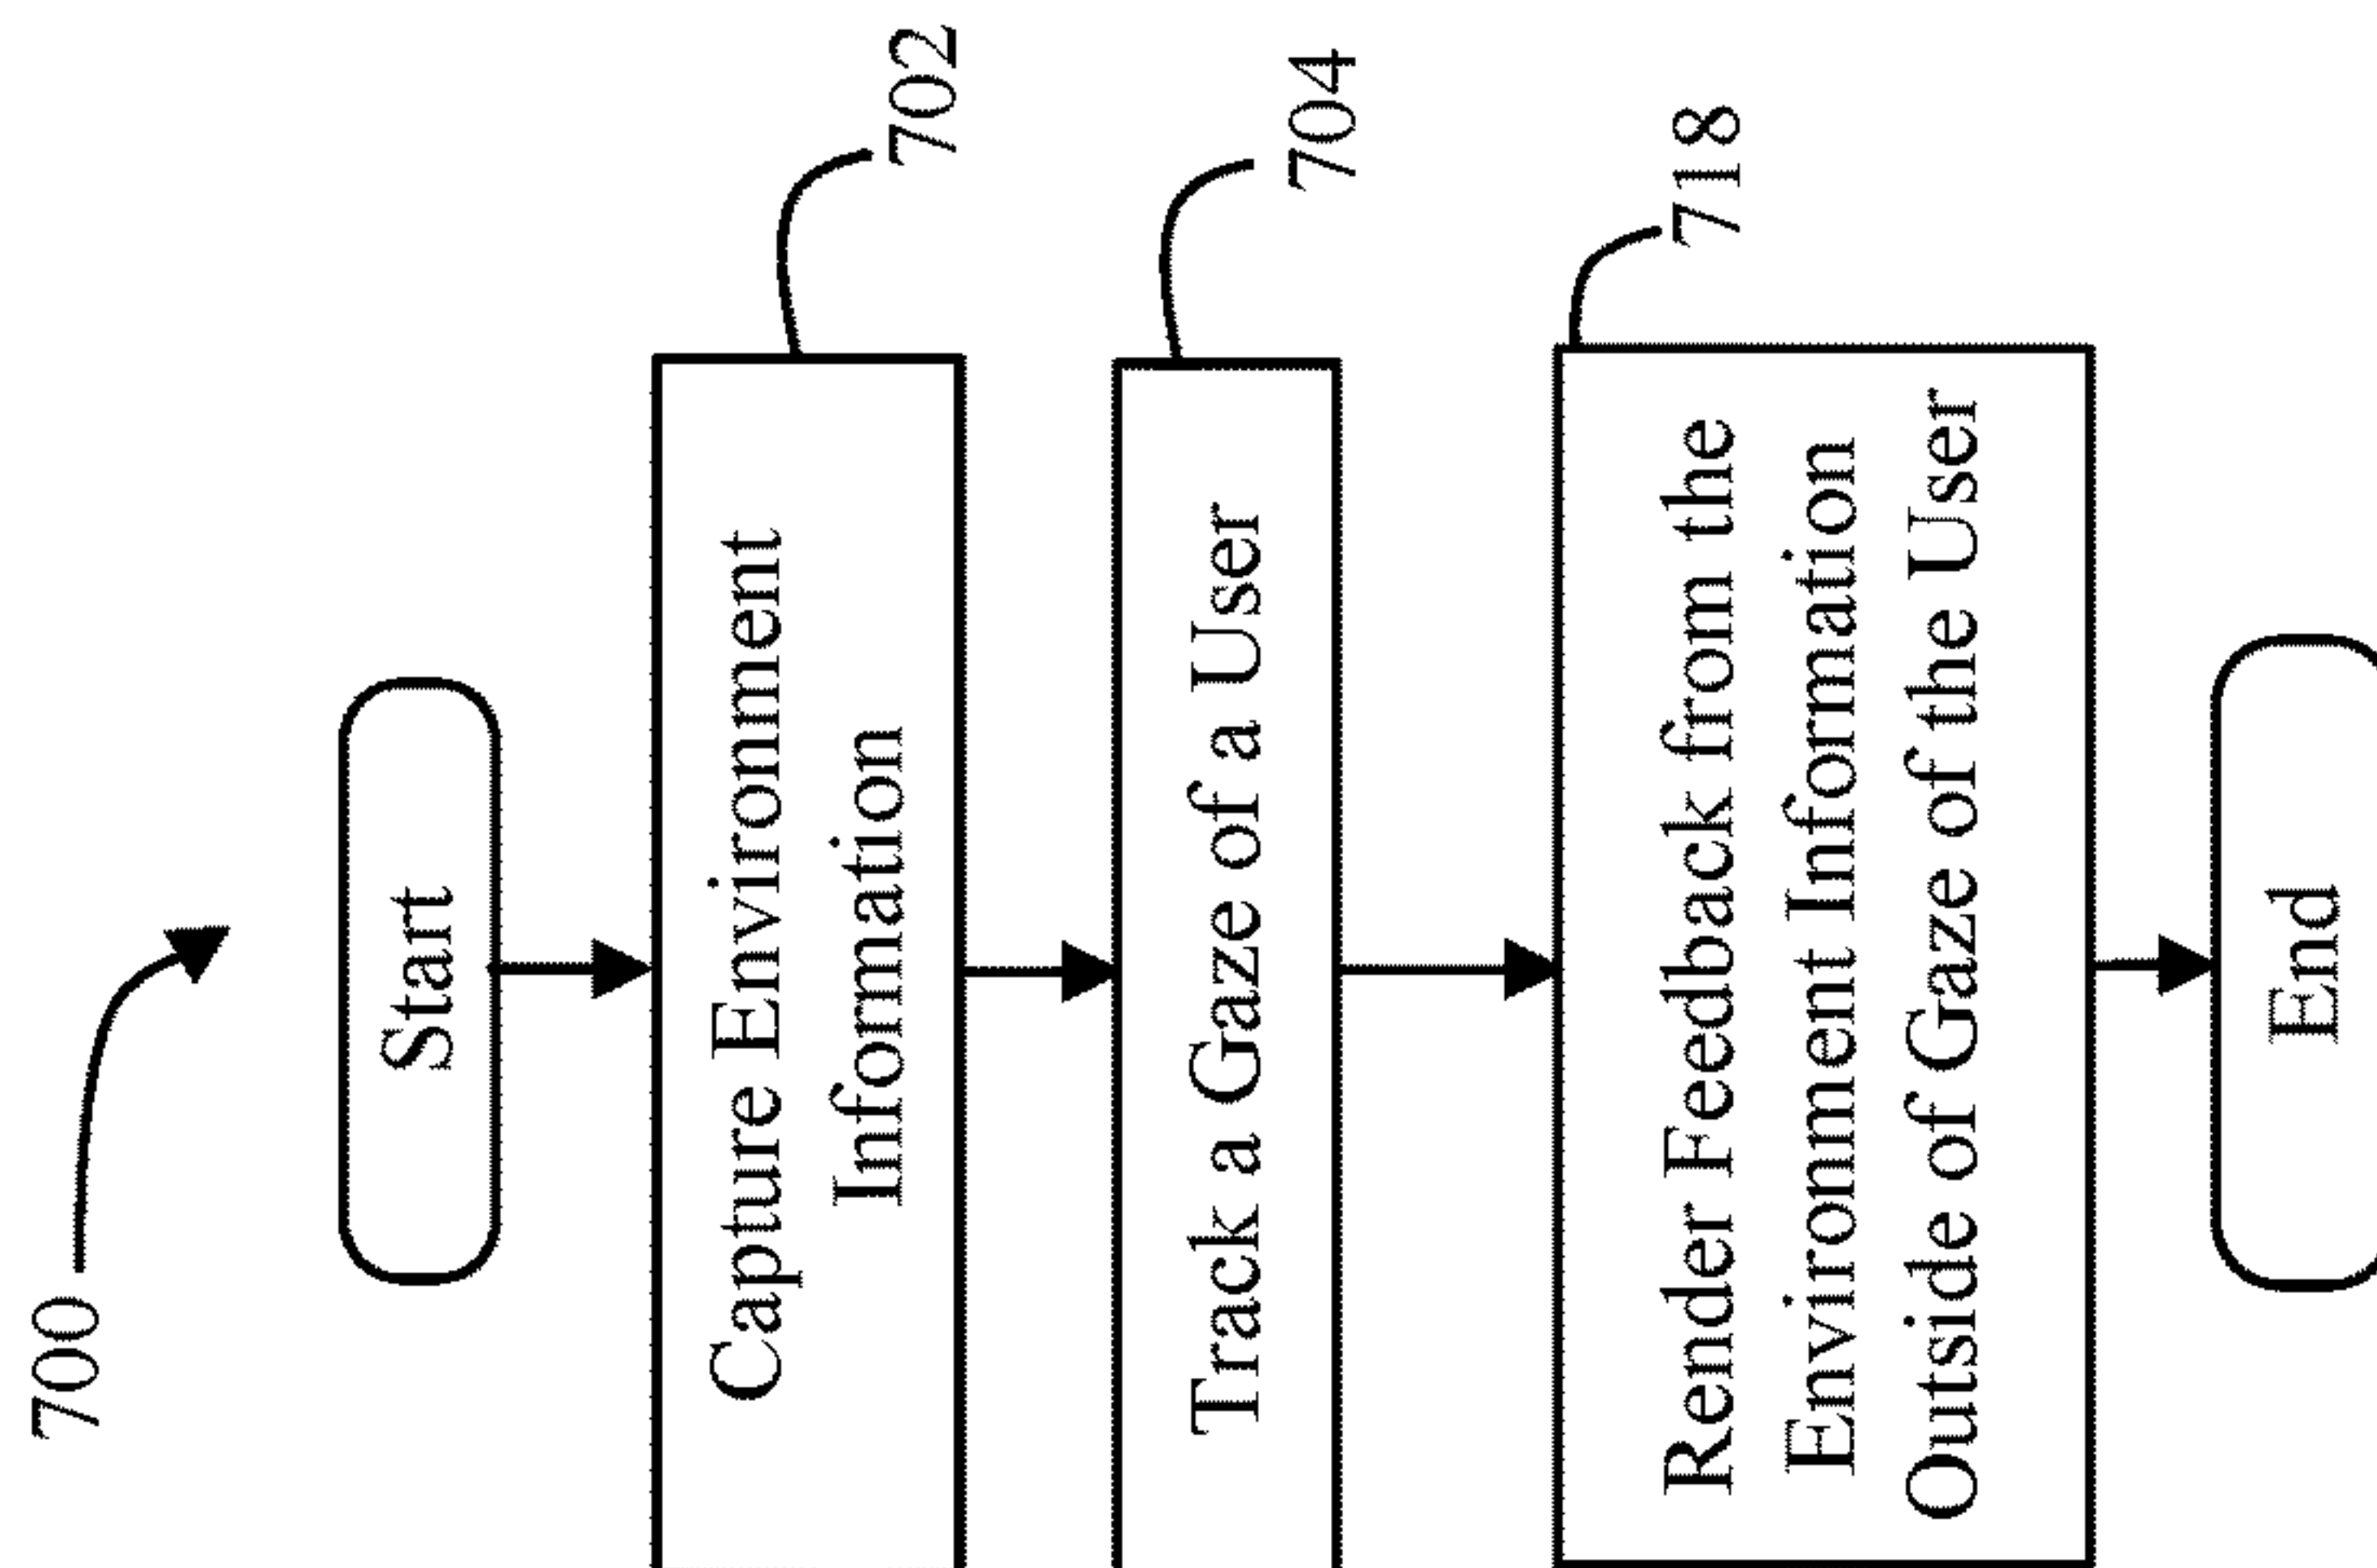 700
Start
Capture Environment
Information
702
Track a Gaze of a User
704
Render Feedback from the
Environment Information
Outside of Gaze of the User
718
End